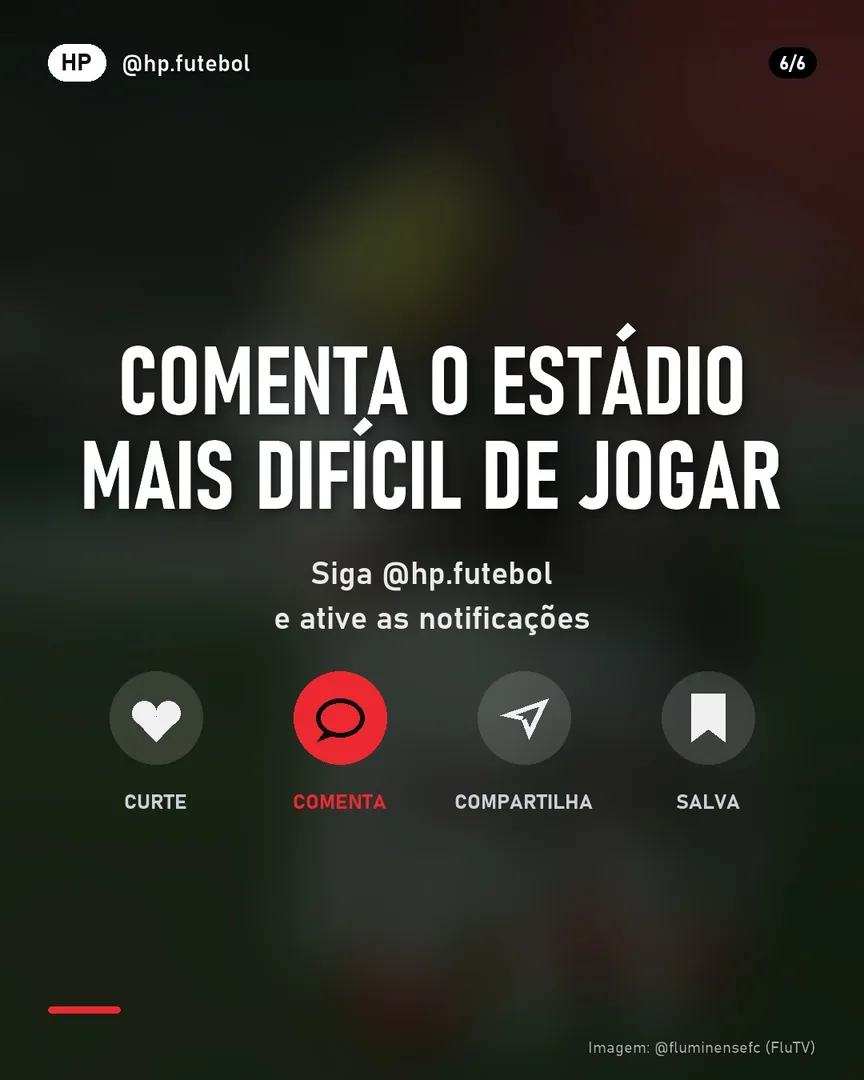 HP @hp.futebol
6/6
COMENTA O ESTÁDIO
MAIS DIFÍCIL DE JOGAR
Siga @hp.futebol
e ative as notificações
CURTE
COMENTA
COMPARTILHA
SALVA
Imagem: @fluminensefc (FluTV)